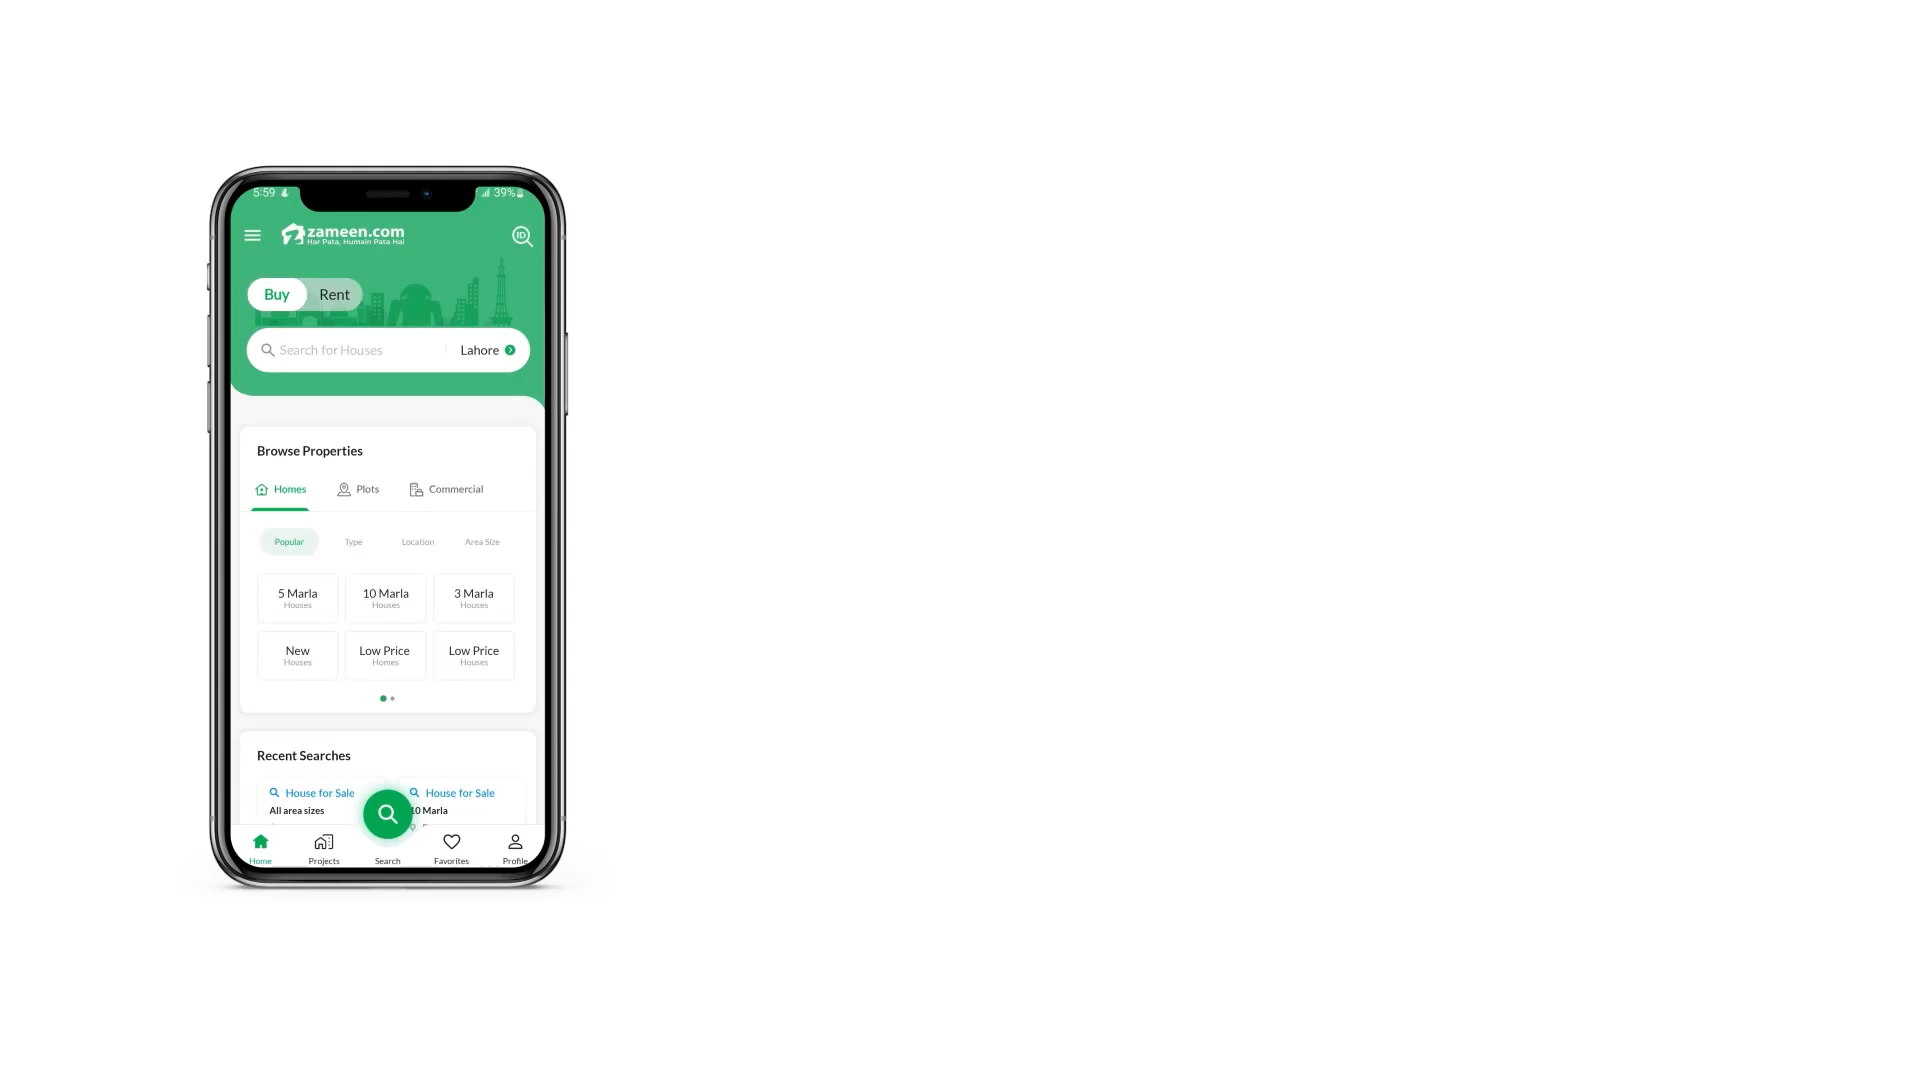 5:59
39%
zameen.com
Har Pata, Humain Pata Hai
ID
Buy
Rent
Search for Houses
Lahore
Browse Properties
Homes
Plots
Commercial
Popular
Type
Location
Area Size
5 Marla
Houses
10 Marla
Houses
3 Marla
Houses
New
Houses
Low Price
Homes
Low Price
Houses
Recent Searches
House for Sale
All area sizes
House for Sale
10 Marla
Home
Projects
Search
Favorites
Profile